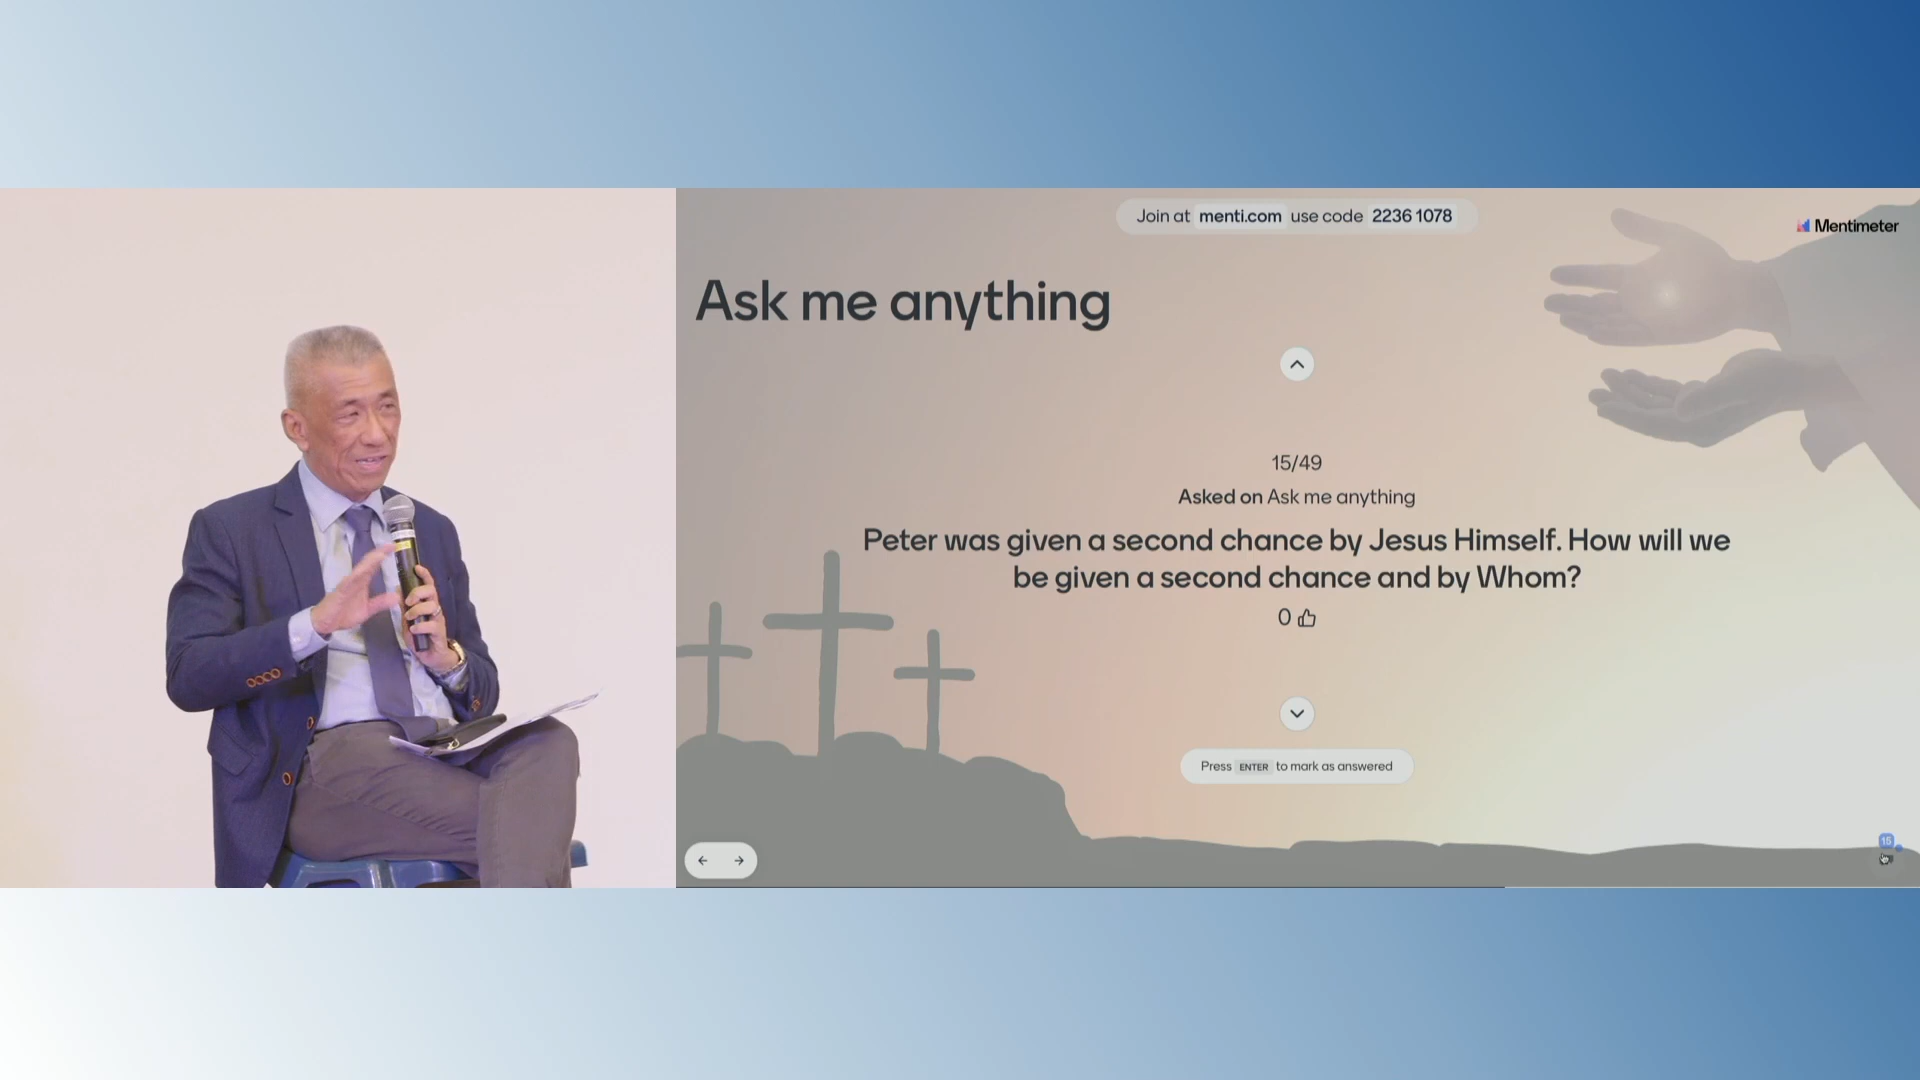 Join at menti.com use code 2236 1078
Mentimeter
Ask me anything
15/49
Asked on Ask me anything
Peter was given a second chance by Jesus Himself. How will we
be given a second chance and by Whom?
0
Press ENTER to mark as answered
15